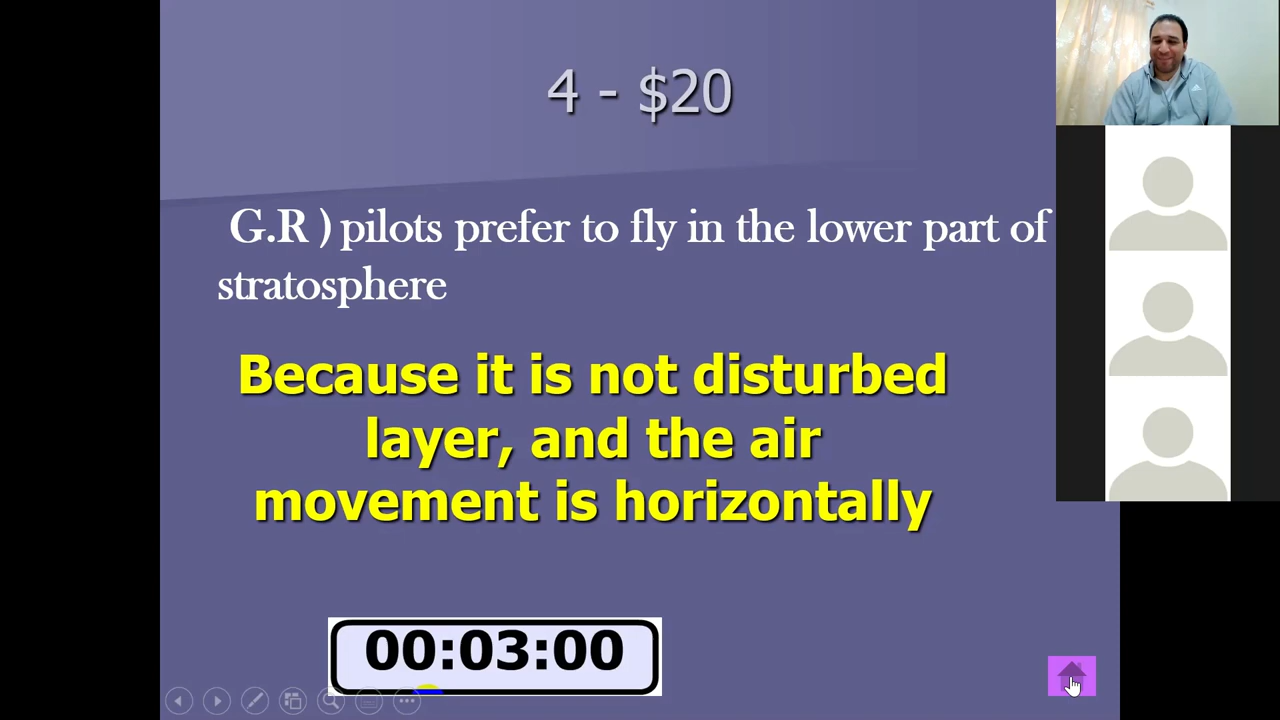 4 - $20
G.R ) pilots prefer to fly in the lower part of
stratosphere
Because it is not disturbed
layer, and the air
movement is horizontally
00:03:00